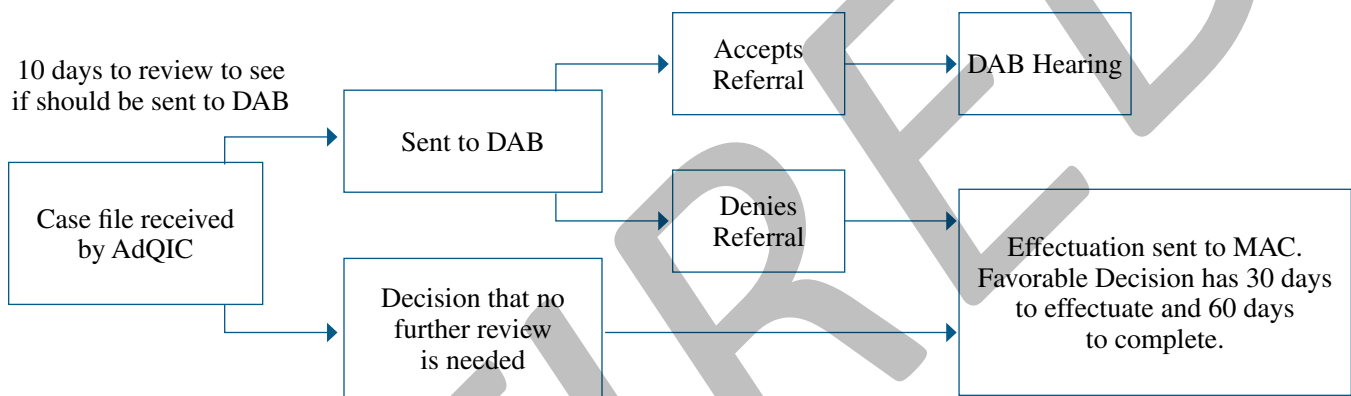 10 days to review to see
if should be sent to DAB
Case file received
by AdQIC
Sent to DAB
Accepts
Referral
DAB Hearing
Denies
Referral
Decision that no
further review
is needed
Effectuation sent to MAC.
Favorable Decision has 30 days
to effectuate and 60 days
to complete.